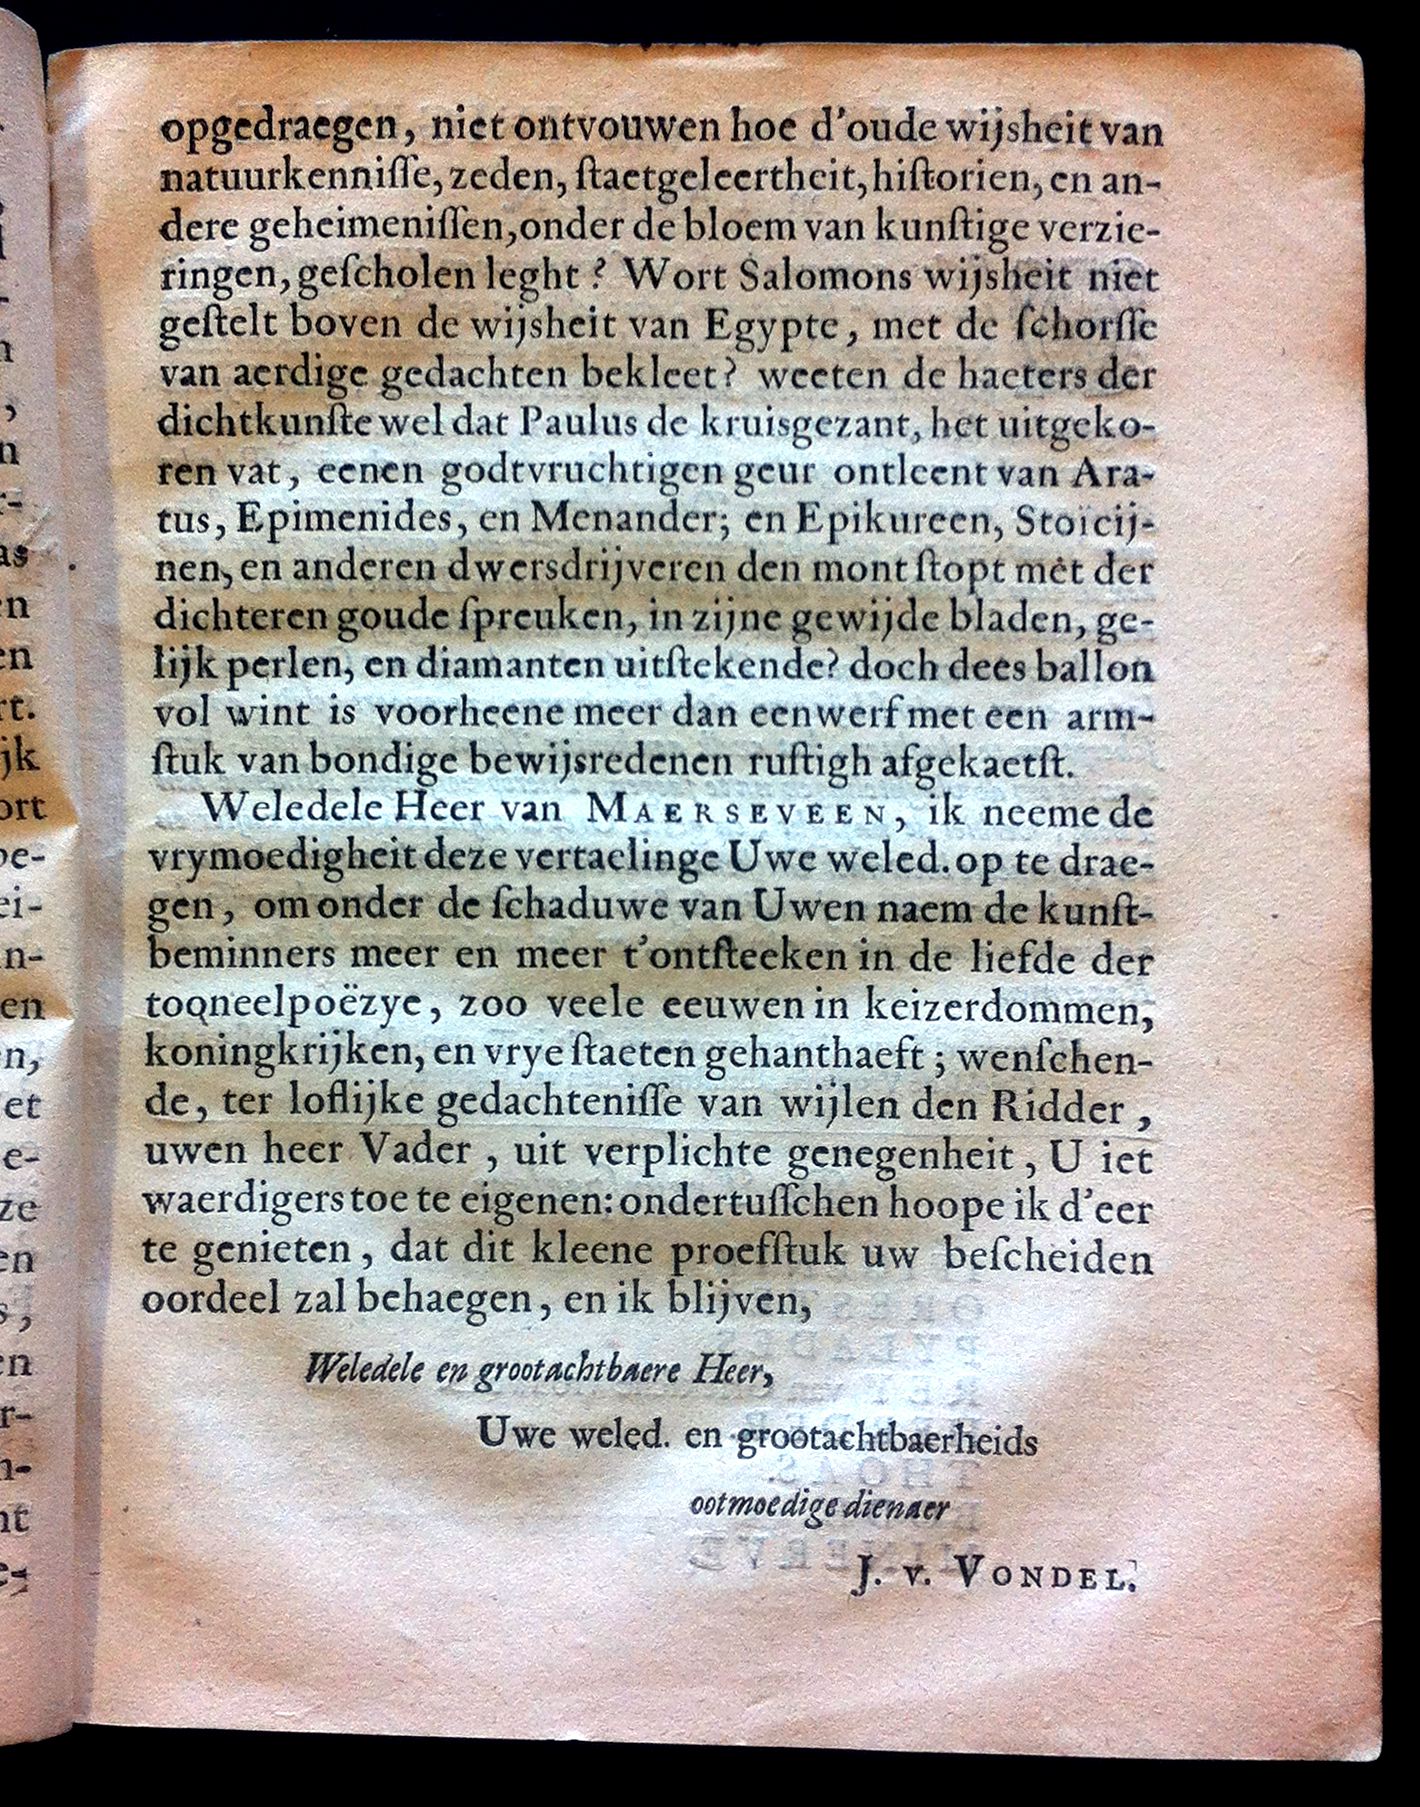 opgedraegen, niet ontvouwen hoe d'oude wijsheit van
natuurkenniſſe, zeden, ſtaetgeleertheit, hiſtorien, en an-
dere geheimeniſſen, onder de bloem van kunſtige verzie-
ringen, geſcholen leght? Wort Salomons wijsheit niet
geſtelt boven de wijsheit van Egypte, met de ſchorſſe
van aerdige gedachten bekleet? weeten de haeters der
dichtkunſte wel dat Paulus de kruisgezant, het uitgeko-
ren vat, eenen godtvruchtigen geur ontleent van Ara-
tus, Epimenides, en Menander; en Epikureen, Stoicij-
nen, en anderen dwersdrijveren den mont ſtopt mêt der
dichteren goude ſpreuken, in zijne gewijde bladen, ge-
lijk perlen, en diamanten uitſtekende? doch dees ballon
vol wint is voorheene meer dan eenwerf met een arm-
ſtuk van bondige bewijsredenen ruſtigh afgekaetſt.
Weledele Heer van MAERSEVEEN, ik neeme de
vrymoedigheit deze vertaelinge Uwe weled. op te drae-
gen, om onder de ſchaduwe van Uwen naem de kunſt-
beminners meer en meer t'ontſteeken in de liefde der
tooneelpoëzye, zoo veele eeuwen in keizerdommen,
koningkrijken, en vrye ſtaeten gehanthaeft; wenſchen-
de, ter loflijke gedachteniſſe van wijlen den Ridder,
uwen heer Vader, uit verplichte genegenheit, U iet
waerdigers toe te eigenen: ondertuſſchen hoope ik d'eer
te genieten, dat dit kleene proefſtuk uw beſcheiden
oordeel zal behaegen, en ik blijven,
Weledele en grootachtbaere Heer,
Uwe weled. en grootachtbaerheids
ootmoedige dienaer
J. v. VONDEL.